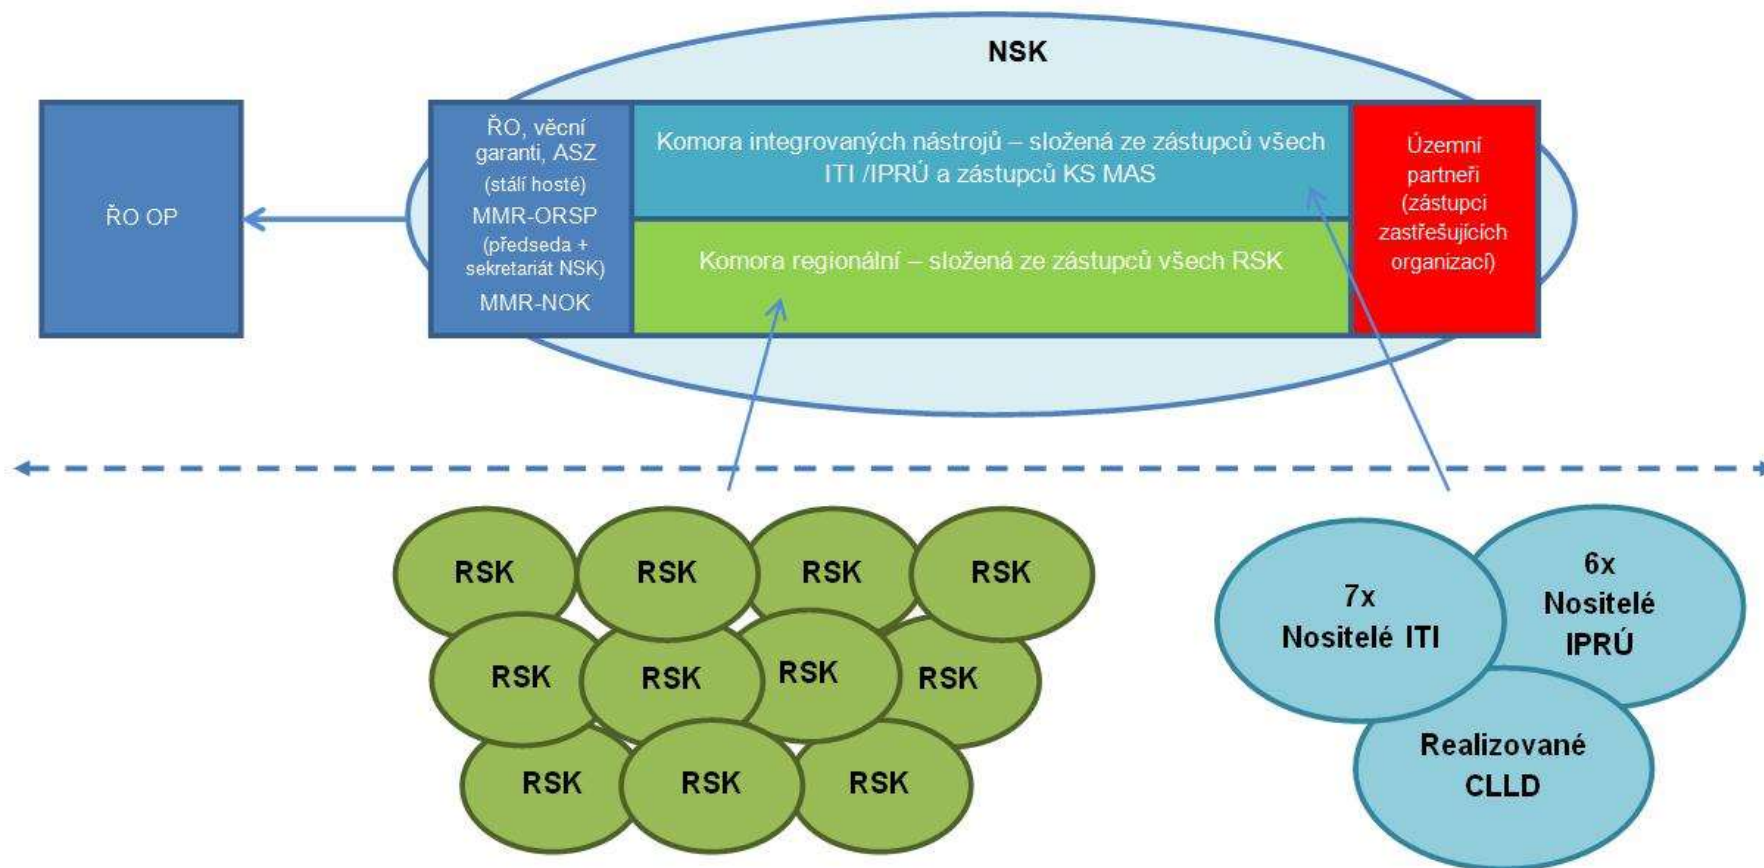 NSK
ŘO OP
ŘO, věcní
garanti, ASZ
(stálí hosté)
MMR-ORSP
(předseda +
sekretariát NSK)
MMR-NOK
Komora integrovaných nástrojů – složená ze zástupců všech
ITI /IPRÚ a zástupců KS MAS
Komora regionální – složená ze zástupců všech RSK
Územní
partneři
(zástupci
zastřešujících
organizací)
RSK
RSK
RSK
RSK
RSK
RSK
RSK
RSK
RSK
RSK
RSK
7x
Nositelé ITI
6x
Nositelé
IPRÚ
Realizované
CLLD